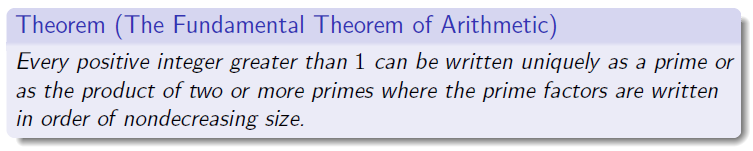 Theorem (The Fundamental Theorem of Arithmetic)
Every positive integer greater than 1 can be written uniquely as a prime or
as the product of two or more primes where the prime factors are written
in order of nondecreasing size.